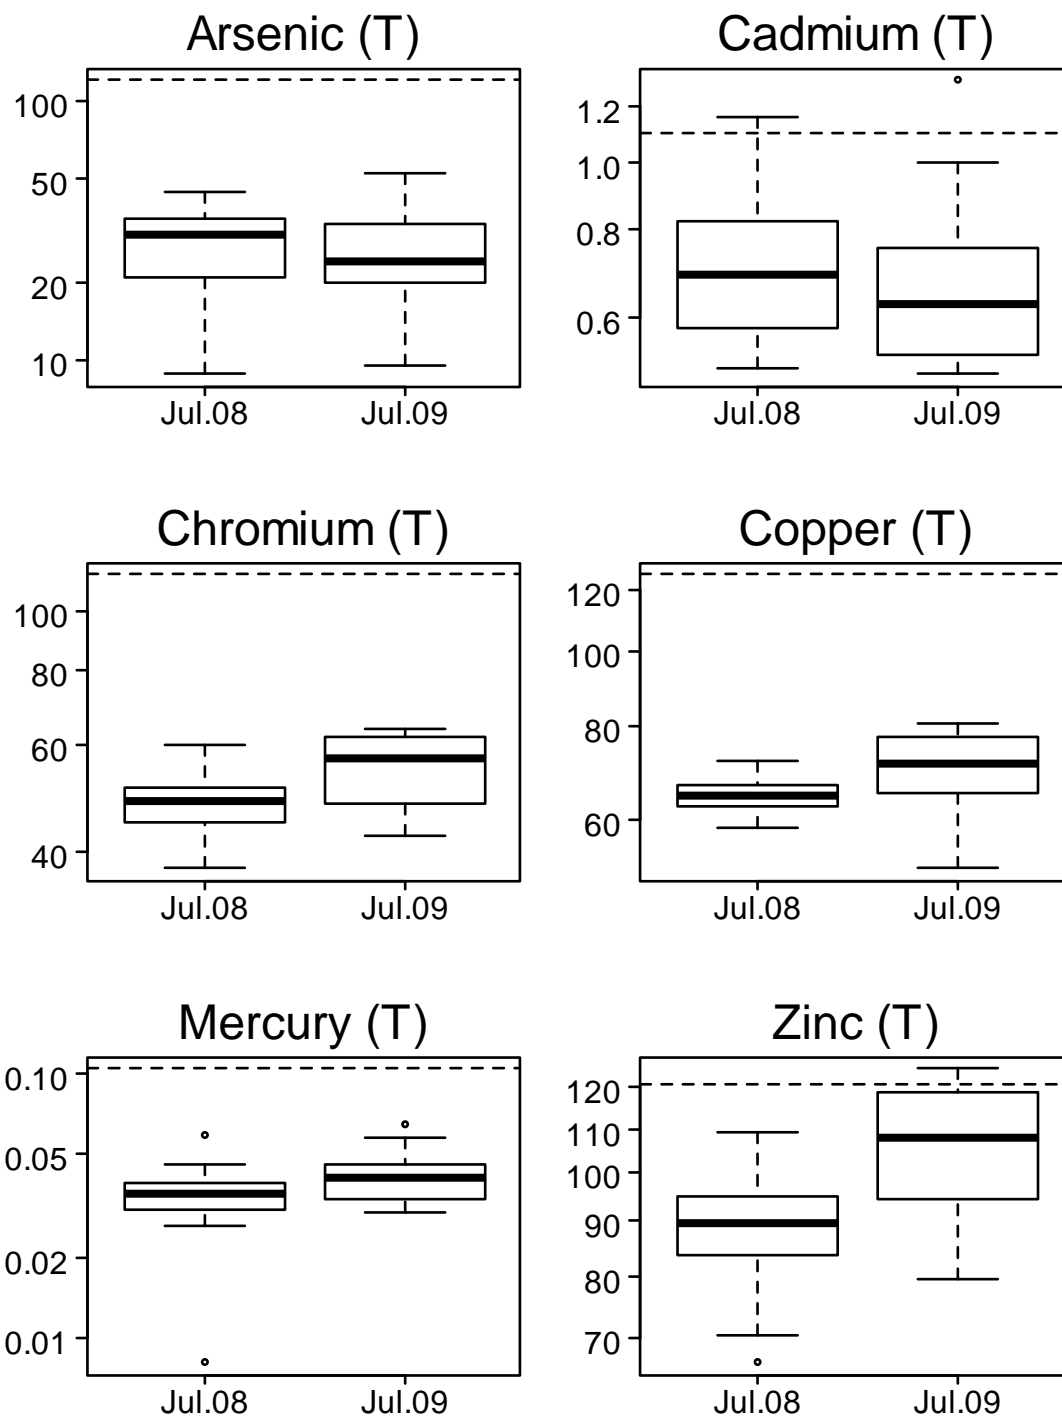 Arsenic (T)
100
50
20
10
Jul.08 Jul.09
Cadmium (T)
1.2
1.0
0.8
0.6
Jul.08 Jul.09
Chromium (T)
100
80
60
40
Jul.08 Jul.09
Copper (T)
120
100
80
60
Jul.08 Jul.09
Mercury (T)
0.10
0.05
0.02
0.01
Jul.08 Jul.09
Zinc (T)
120
110
100
90
80
70
Jul.08 Jul.09